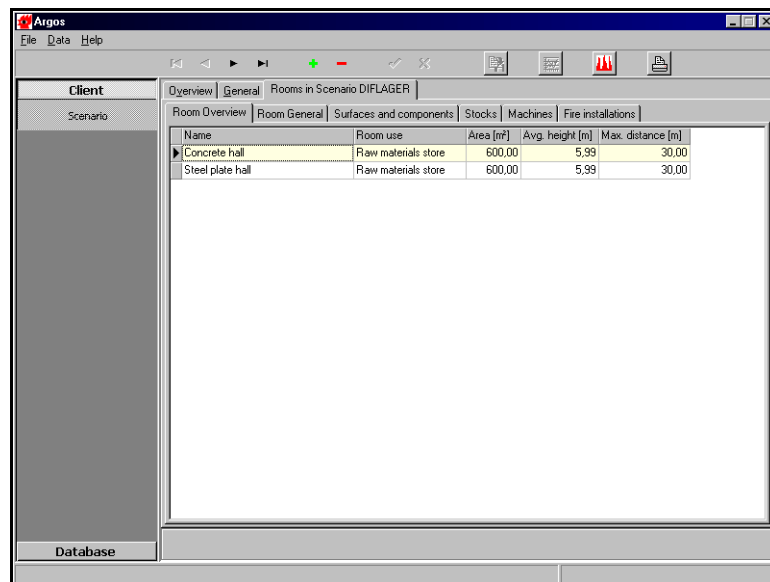 Argos
File Data Help
Client
Scenario
Database
Overview General Rooms in Scenario DIFLAGER
Room Overview Room General Surfaces and components Stocks Machines Fire installations
Name Room use Area [m²] Avg. height [m] Max. distance [m]
Concrete hall Raw materials store 600,00 5,99 30,00
Steel plate hall Raw materials store 600,00 5,99 30,00